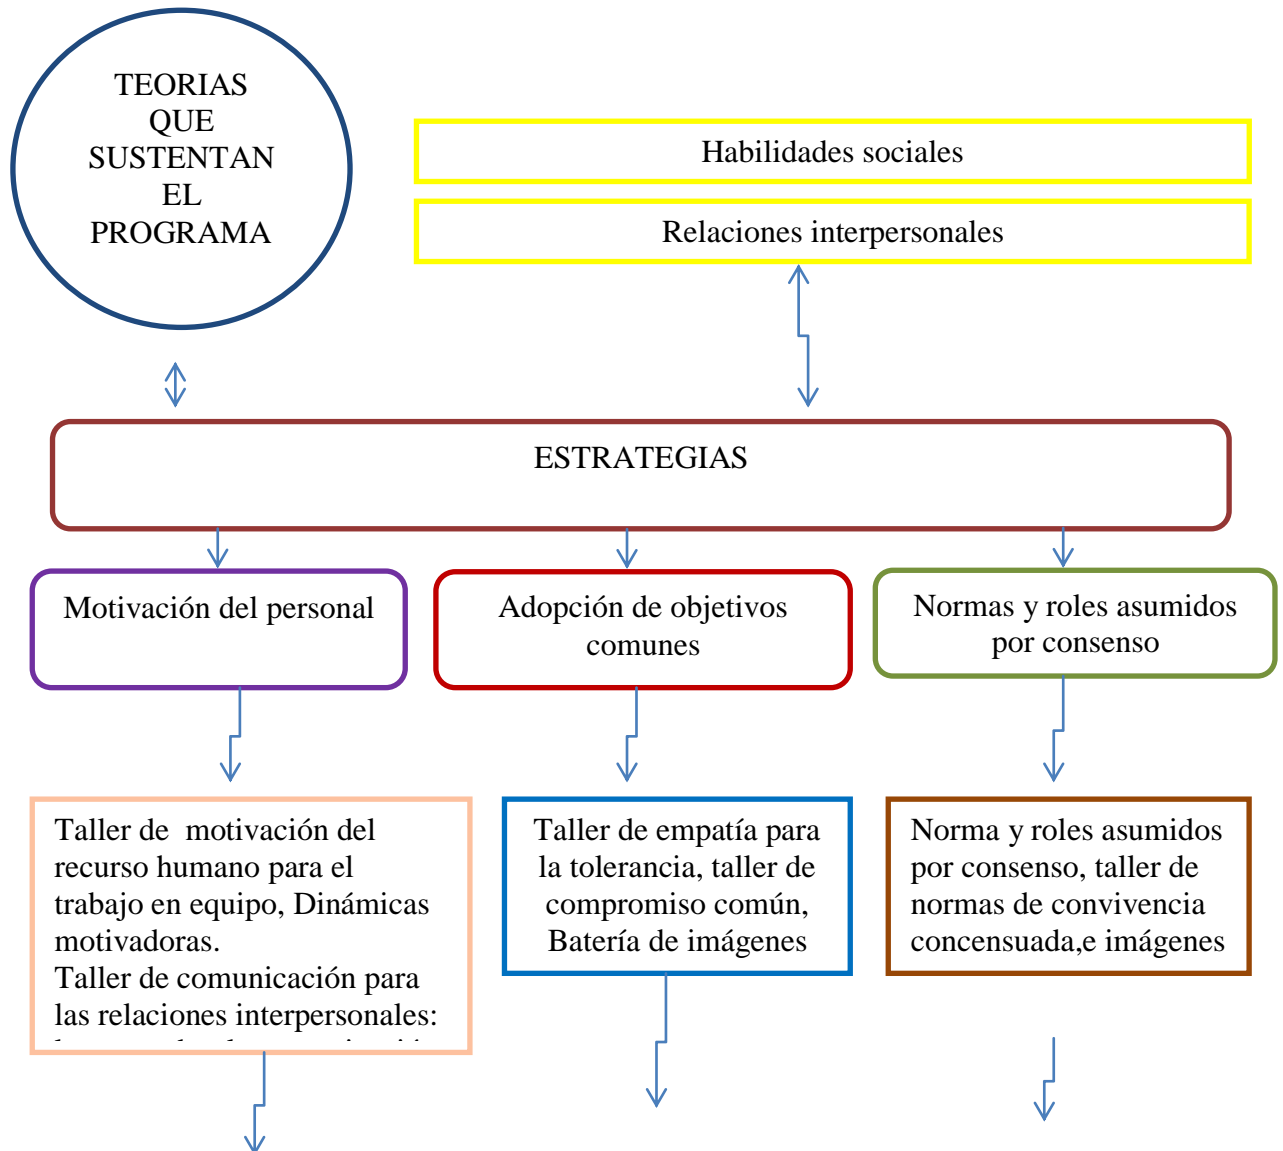 TEORIAS
QUE
SUSTENTAN
EL
PROGRAMA
Habilidades sociales
Relaciones interpersonales
ESTRATEGIAS
Motivación del personal
Adopción de objetivos
comunes
Normas y roles asumidos
por consenso
Taller de motivación del
recurso humano para el
trabajo en equipo, Dinámicas
motivadoras.
Taller de comunicación para
las relaciones interpersonales:
Taller de empatía para
la tolerancia, taller de
compromiso común,
Batería de imágenes
Norma y roles asumidos
por consenso, taller de
normas de convivencia
concensuada,e imágenes